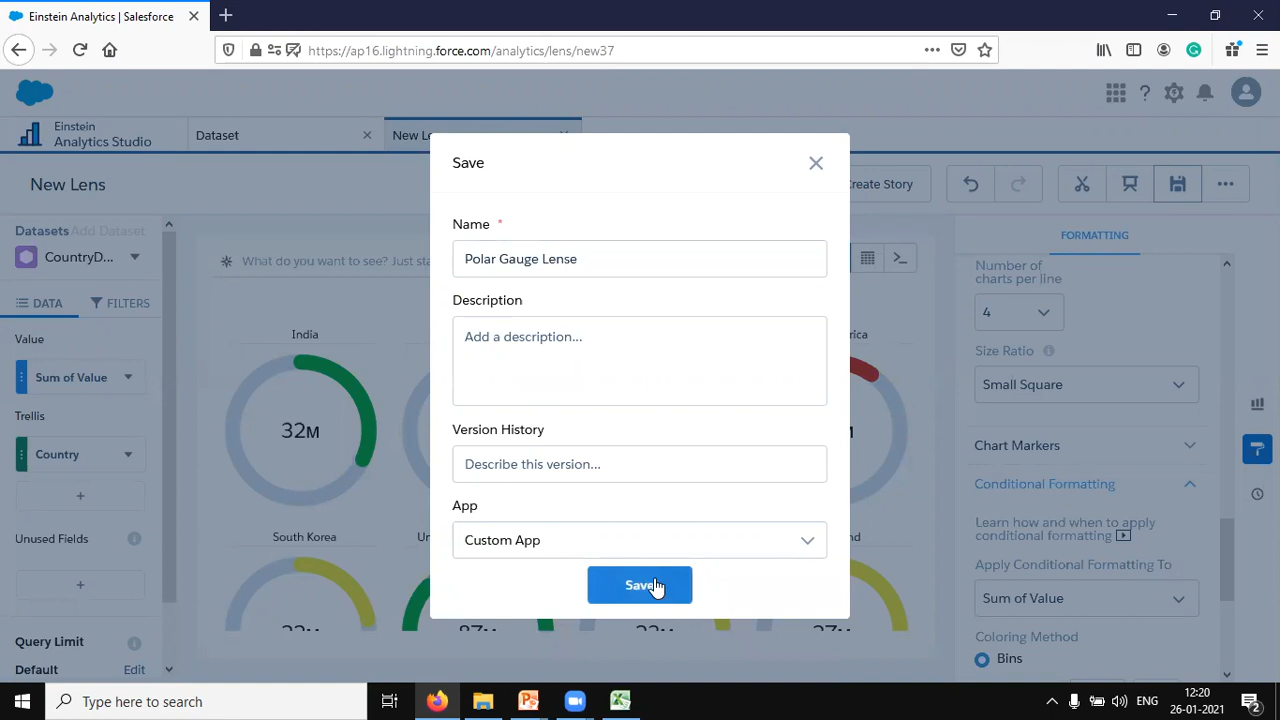 Einstein Analytics | Salesforce
https://ap16.lightning.force.com/analytics/lens/new37
Einstein
Analytics Studio
Dataset
New L
New Lens
Create Story
Save
Name *
Polar Gauge Lense
Description
Add a description...
Version History
Describe this version...
App
Custom App
Save
Datasets Add Dataset
CountryD...
DATA
FILTERS
Value
Sum of Value
Trellis
Country
Unused Fields
Query Limit
Default
Edit
What do you want to see? Just sta
India
32M
South Korea
FORMATTING
Number of
charts per line
4
Size Ratio
Small Square
Chart Markers
Conditional Formatting
Learn how and when to apply
conditional formatting
Apply Conditional Formatting To
Sum of Value
Coloring Method
Bins
Type here to search
ENG
12:20
26-01-2021
2